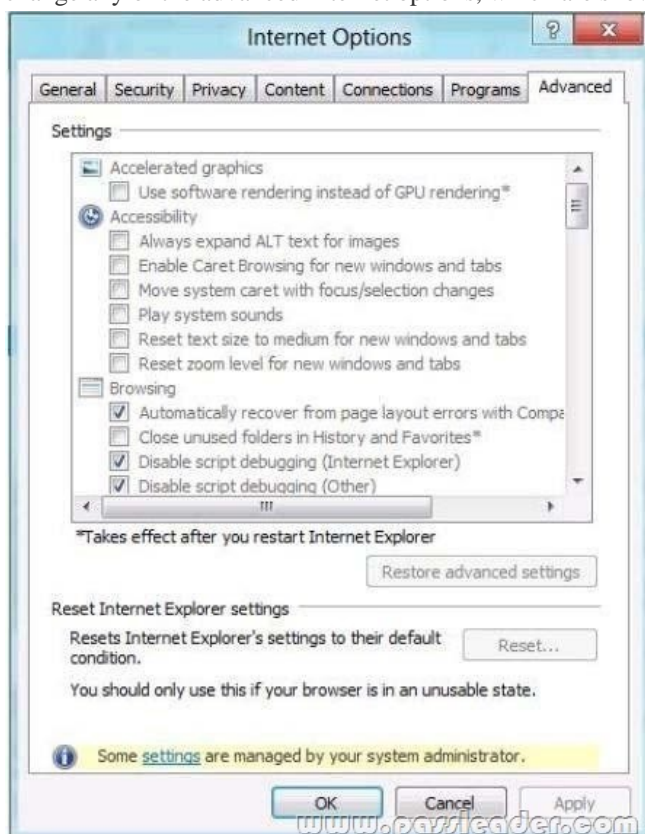 Internet Options
General Security Privacy Content Connections Programs Advanced
Settings
Accelerated graphics
Use software rendering instead of GPU rendering*
Accessibility
Always expand ALT text for images
Enable Caret Browsing for new windows and tabs
Move system caret with focus/selection changes
Play system sounds
Reset text size to medium for new windows and tabs
Reset zoom level for new windows and tabs
Browsing
Automatically recover from page layout errors with Compa
Close unused folders in History and Favorites*
Disable script debugging (Internet Explorer)
Disable script debugging (Other)
*Takes effect after you restart Internet Explorer
Restore advanced settings
Reset Internet Explorer settings
Resets Internet Explorer's settings to their default
condition.
Reset...
You should only use this if your browser is in an unusable state.
Some settings are managed by your system administrator.
OK Cancel Apply
www.passleader.com